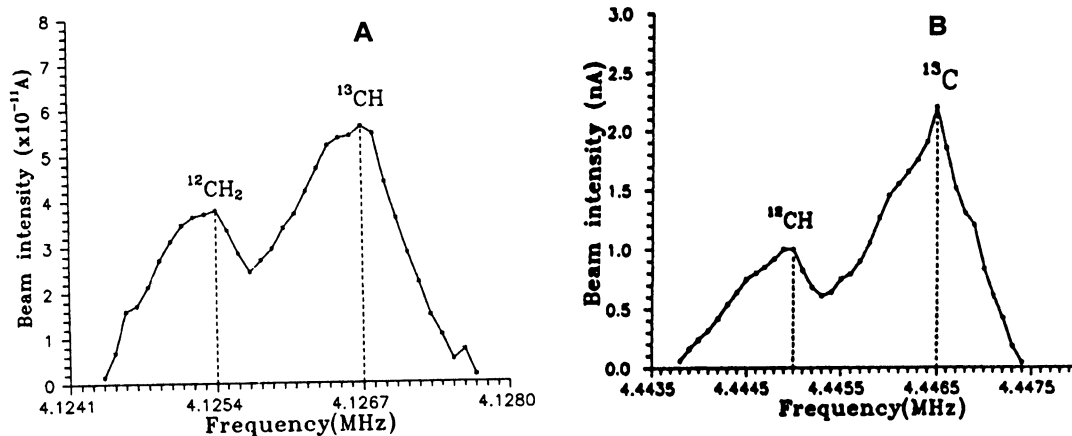 A
Beam intensity (x10⁻¹¹A)
8
7
6
5
4
3
2
1
0
¹²CH₂
¹³CH
4.1241
4.1254
4.1267
4.1280
Frequency(MHz)
B
Beam intensity (nA)
3.0
2.5
2.0
1.5
1.0
0.5
0.0
¹²CH
¹³C
4.4435
4.4445
4.4455
4.4465
4.4475
Frequency(MHz)